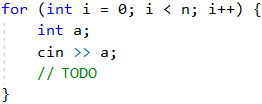 for (int i = 0; i < n; i++) {
    int a;
    cin >> a;
    // TODO
}